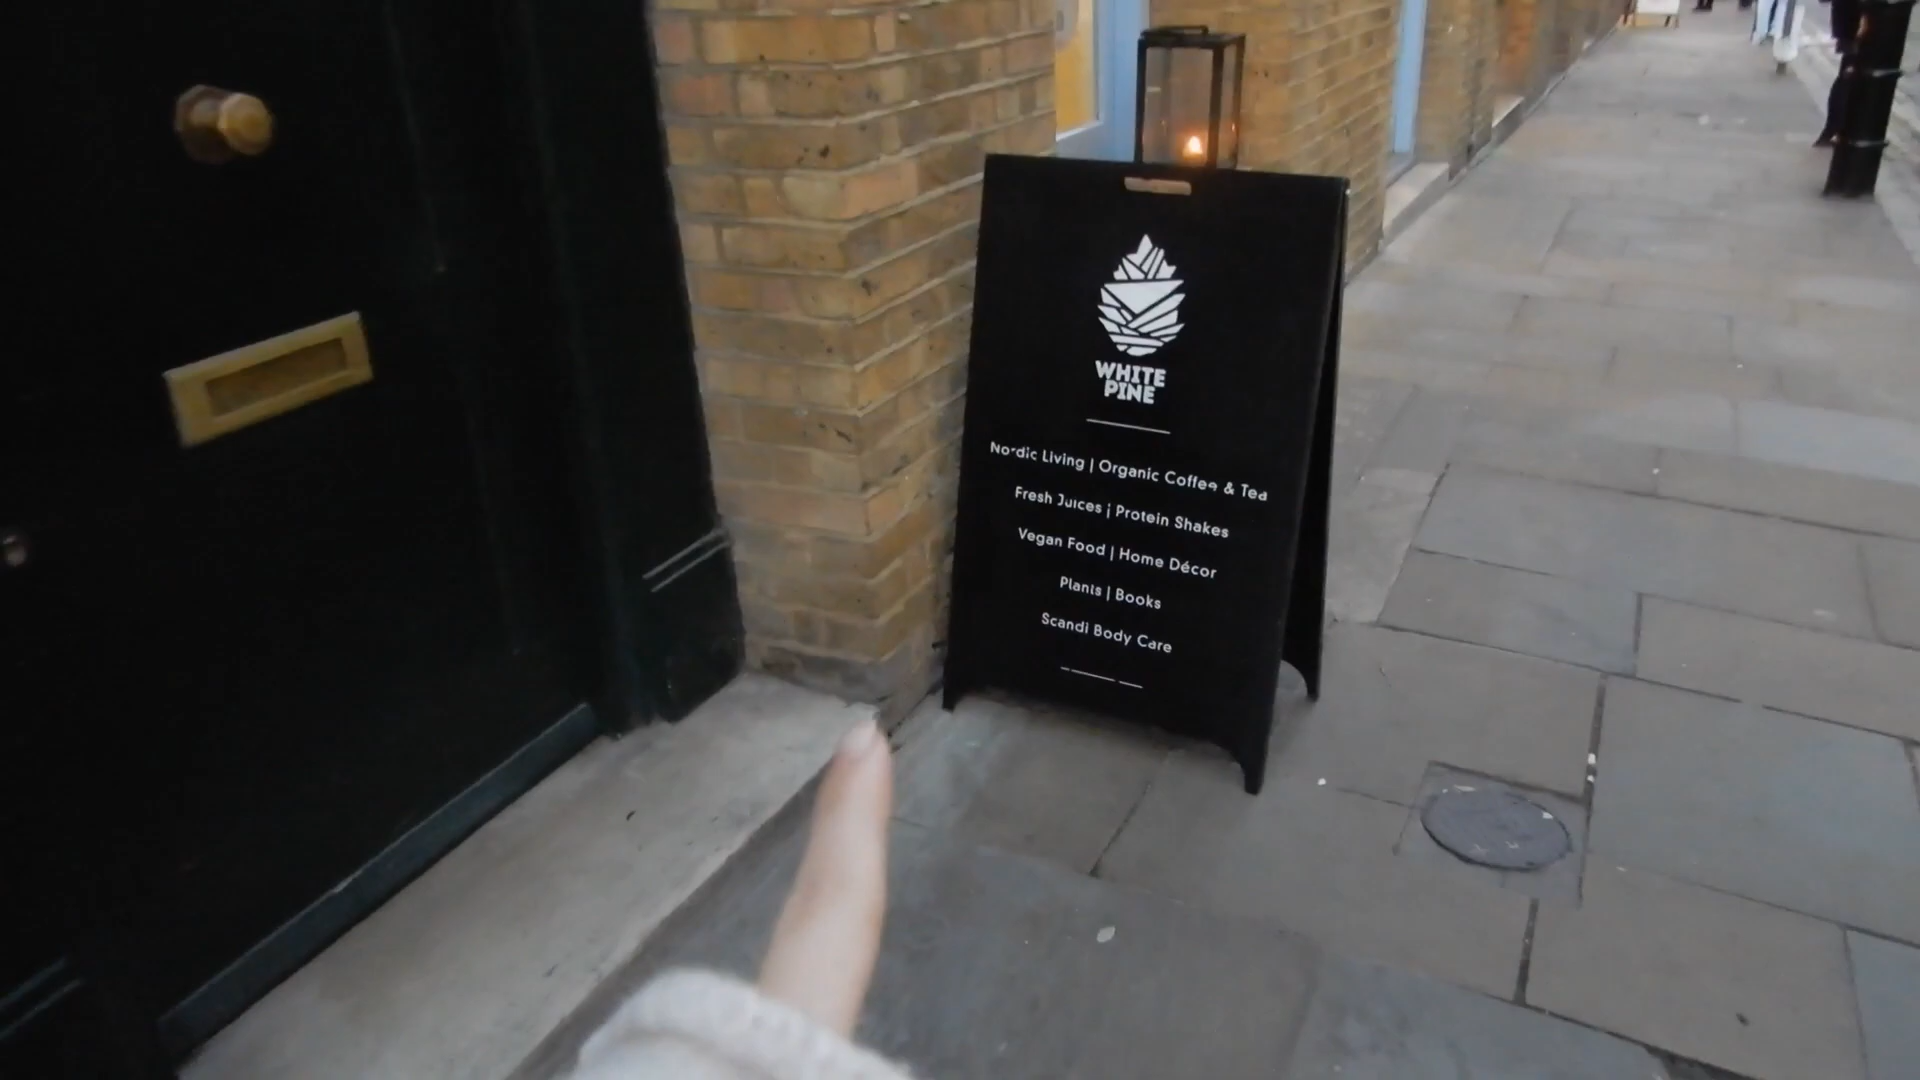 WHITE
PINE
Nordic Living | Organic Coffee & Tea
Fresh Juices | Protein Shakes
Vegan Food | Home Décor
Plants | Books
Scandi Body Care